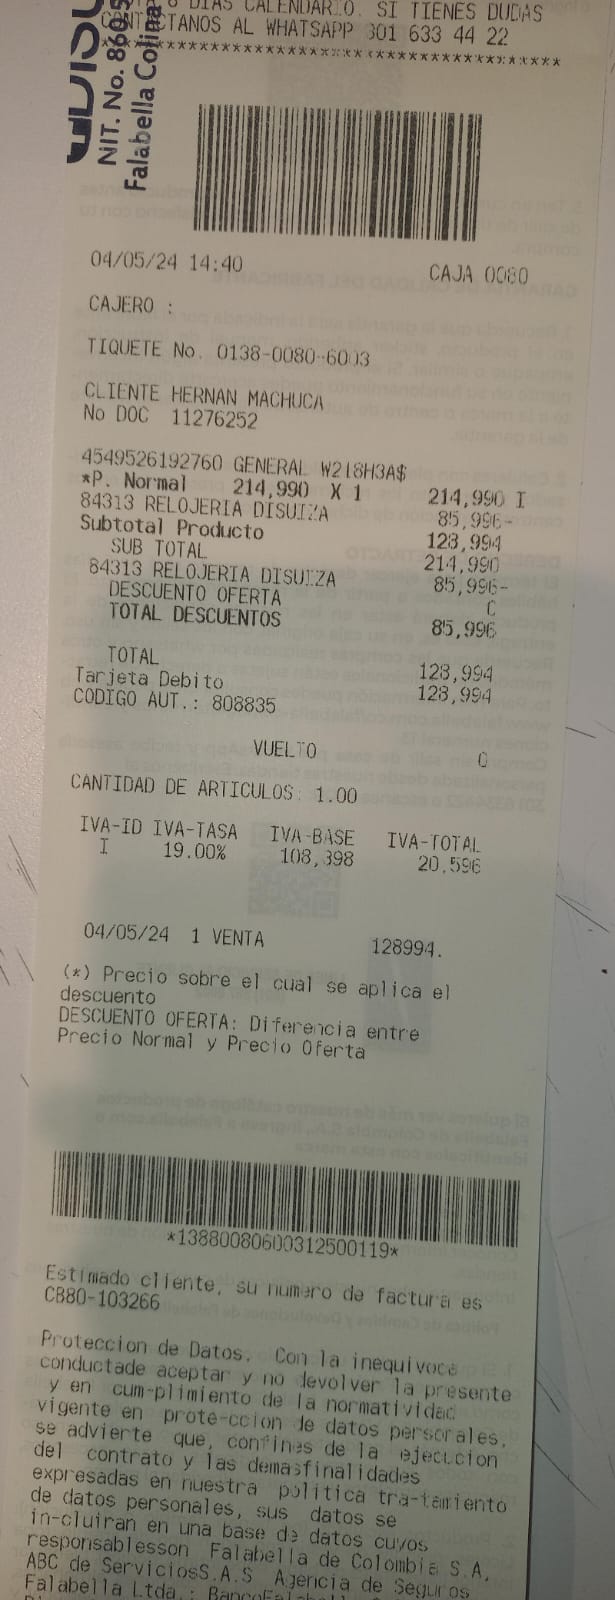 8 DIAS CALENDARIO. SI TIENES DUDAS
CONTACTANOS AL WHATSAPP 301 633 44 22
******************************************
NIT. No. 8605
Falabella Colina
04/05/24 14:40 CAJA 0080
CAJERO :
TIQUETE No. 0138-0080-6003
CLIENTE HERNAN MACHUCA
No DOC 11276252
4549526192760 GENERAL W218H3A$
*P. Normal 214,990 X 1 214,990 I
84313 RELOJERIA DISUIZA 85,996-
Subtotal Producto 128,994
SUB TOTAL 214,990
84313 RELOJERIA DISUIZA 85,996-
DESCUENTO OFERTA 0
TOTAL DESCUENTOS 85,996
TOTAL 128,994
Tarjeta Debito 128,994
CODIGO AUT.: 808835
VUELTO 0
CANTIDAD DE ARTICULOS: 1.00
IVA-ID IVA-TASA IVA-BASE IVA-TOTAL
I 19.00% 108,398 20,596
04/05/24 1 VENTA 128994.
(*) Precio sobre el cual se aplica el
descuento
DESCUENTO OFERTA: Diferencia entre
Precio Normal y Precio Oferta
*13880080600312500119*
Estimado cliente, su numero de factura es
CB80-103266
Proteccion de Datos. Con la inequivoca
conductade aceptar y no devolver la presente
y en cum-plimiento de la normatividad
vigente en prote-ccion de datos personales,
se advierte que, confines de la ejecucion
del contrato y las demasfinalidades
expresadas en nuestra politica tra-tamiento
de datos personales, sus datos se
in-cluiran en una base de datos cuyos
responsablesson Falabella de Colombia S.A,
ABC de ServiciosS.A.S Agencia de Seguros
Falabella Ltda.;